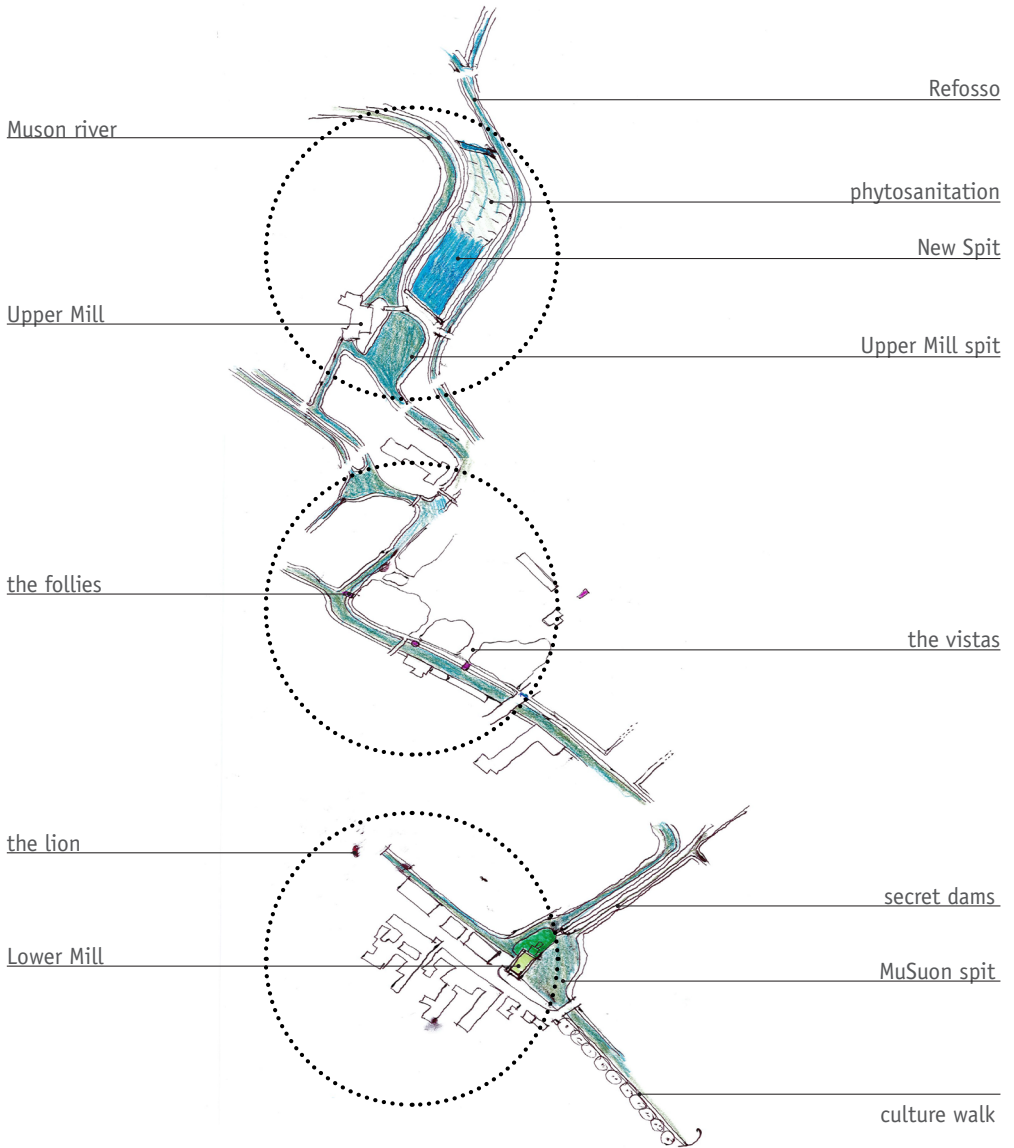 Refosso
Muson river
phytosanitation
New Spit
Upper Mill
Upper Mill spit
the follies
the vistas
the lion
secret dams
Lower Mill
MuSuon spit
culture walk